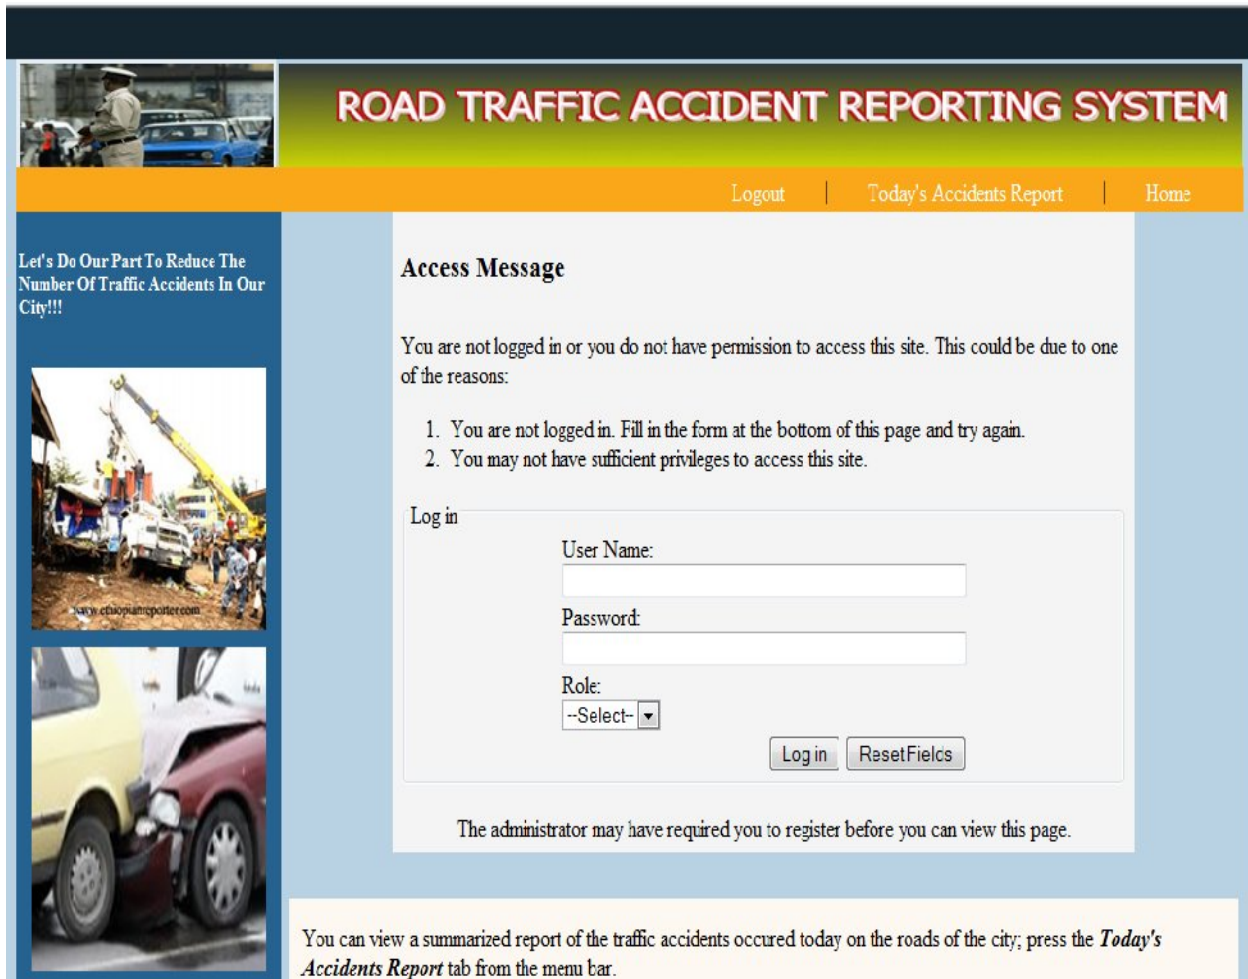 ROAD TRAFFIC ACCIDENT REPORTING SYSTEM
Logout | Today's Accidents Report | Home
Let's Do Our Part To Reduce The
Number Of Traffic Accidents In Our
City!!!
www.ethiopianreporter.com
Access Message
You are not logged in or you do not have permission to access this site. This could be due to one
of the reasons:
1. You are not logged in. Fill in the form at the bottom of this page and try again.
2. You may not have sufficient privileges to access this site.
Log in
User Name:
Password:
Role:
--Select--
Log in Reset Fields
The administrator may have required you to register before you can view this page.
You can view a summarized report of the traffic accidents occured today on the roads of the city; press the Today's
Accidents Report tab from the menu bar.